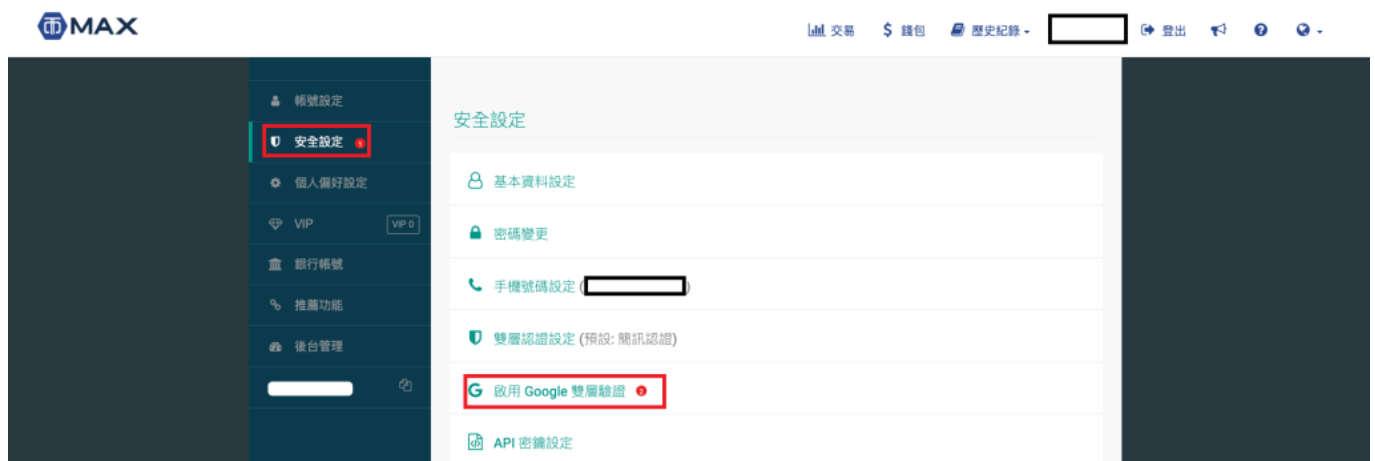 MAX
交易
錢包
歷史紀錄
登出
帳號設定
安全設定 1
個人偏好設定
VIP VIP 0
銀行帳號
推薦功能
後台管理
安全設定
基本資料設定
密碼變更
手機號碼設定 ( )
雙層認證設定 (預設: 簡訊認證)
啟用 Google 雙層驗證 2
API 密鑰設定